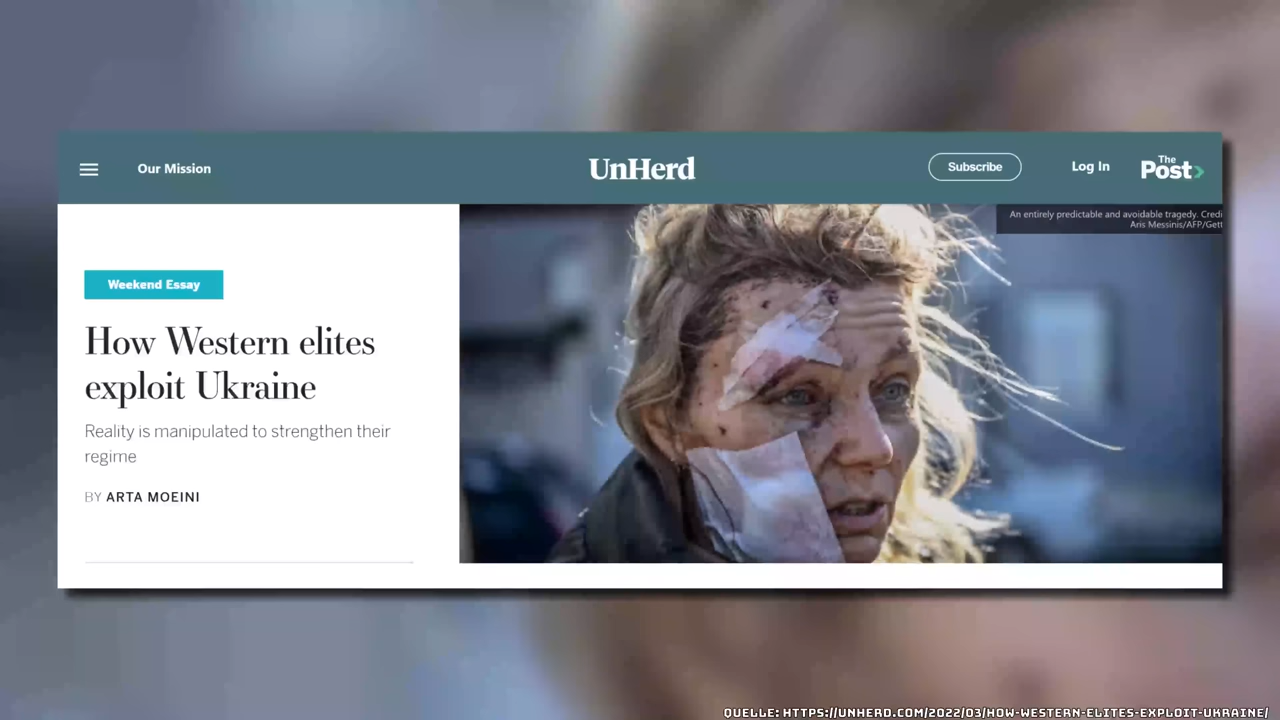 Our Mission
UnHerd
Subscribe
Log In
The
Post
An entirely predictable and avoidable tragedy. Credi
Aris Messinis/AFP/Gett
Weekend Essay
How Western elites
exploit Ukraine
Reality is manipulated to strengthen their
regime
BY ARTA MOEINI
QUELLE: HTTPS://UNHERD.COM/2022/03/HOW-WESTERN-ELITES-EXPLOIT-UKRAINE/